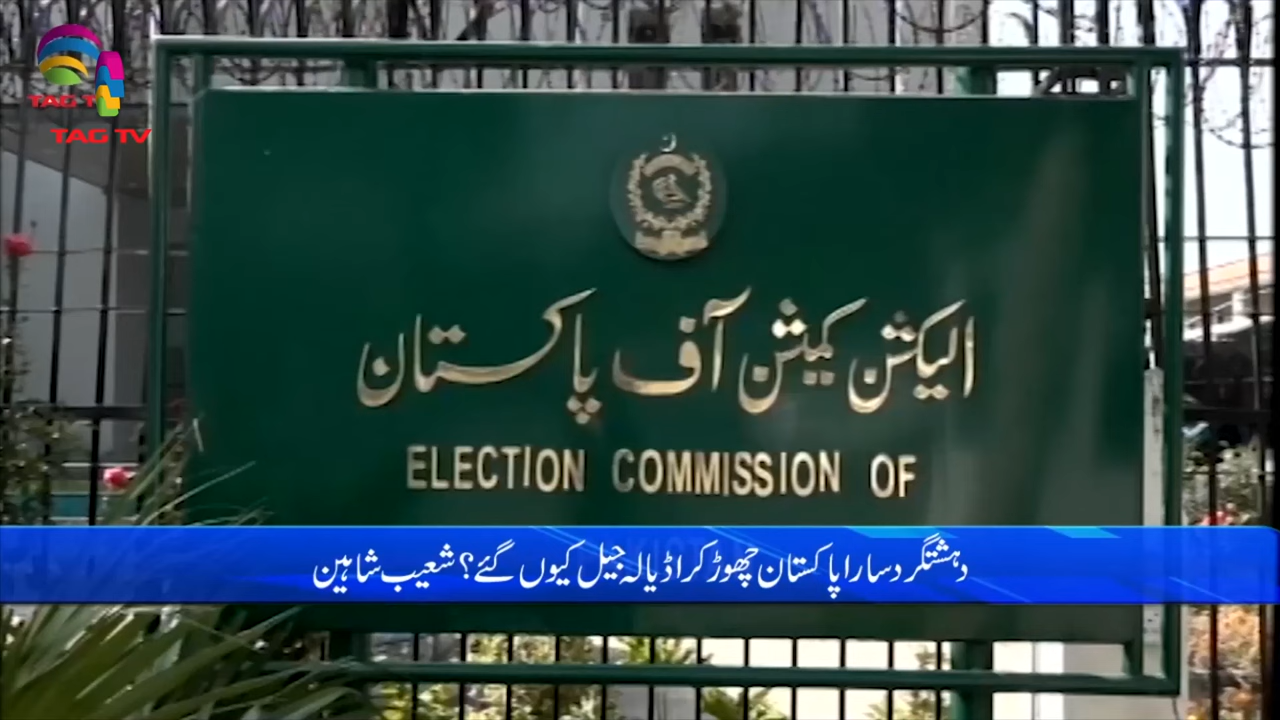 TAG TV
TAG TV
الیکشن کمیشن آف پاکستان
ELECTION COMMISSION OF
دہشتگرد سارا پاکستان چھوڑ کر اڈیالہ جیل کیوں گئے؟ شعیب شاہین